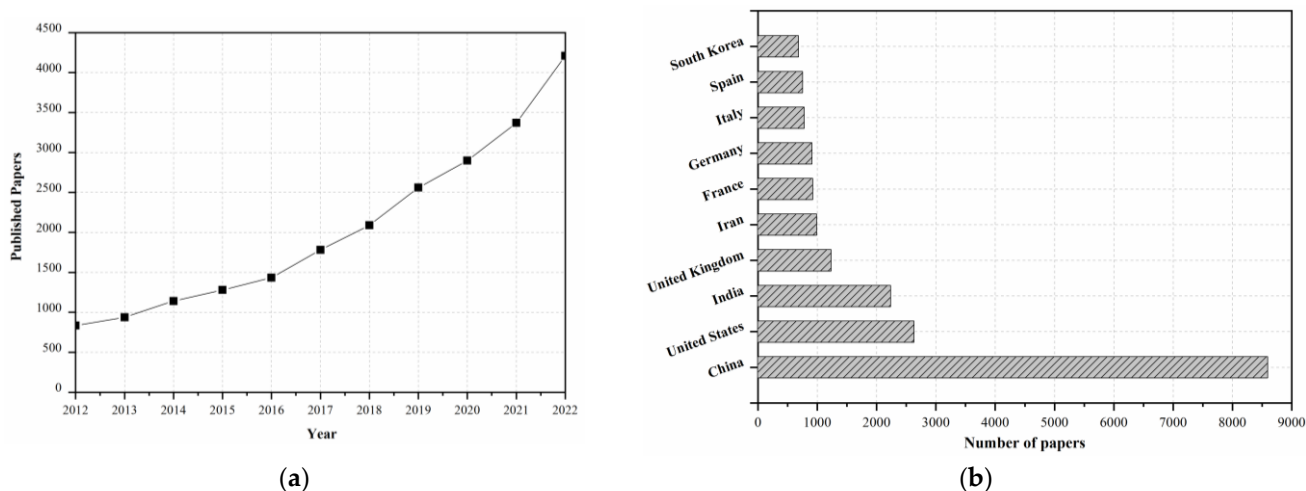 4500
4000
3500
3000
2500
2000
1500
1000
500
0
Published Papers
2012 2013 2014 2015 2016 2017 2018 2019 2020 2021 2022
Year
(a)
South Korea
Spain
Italy
Germany
France
Iran
United Kingdom
India
United States
China
0 1000 2000 3000 4000 5000 6000 7000 8000 9000
Number of papers
(b)